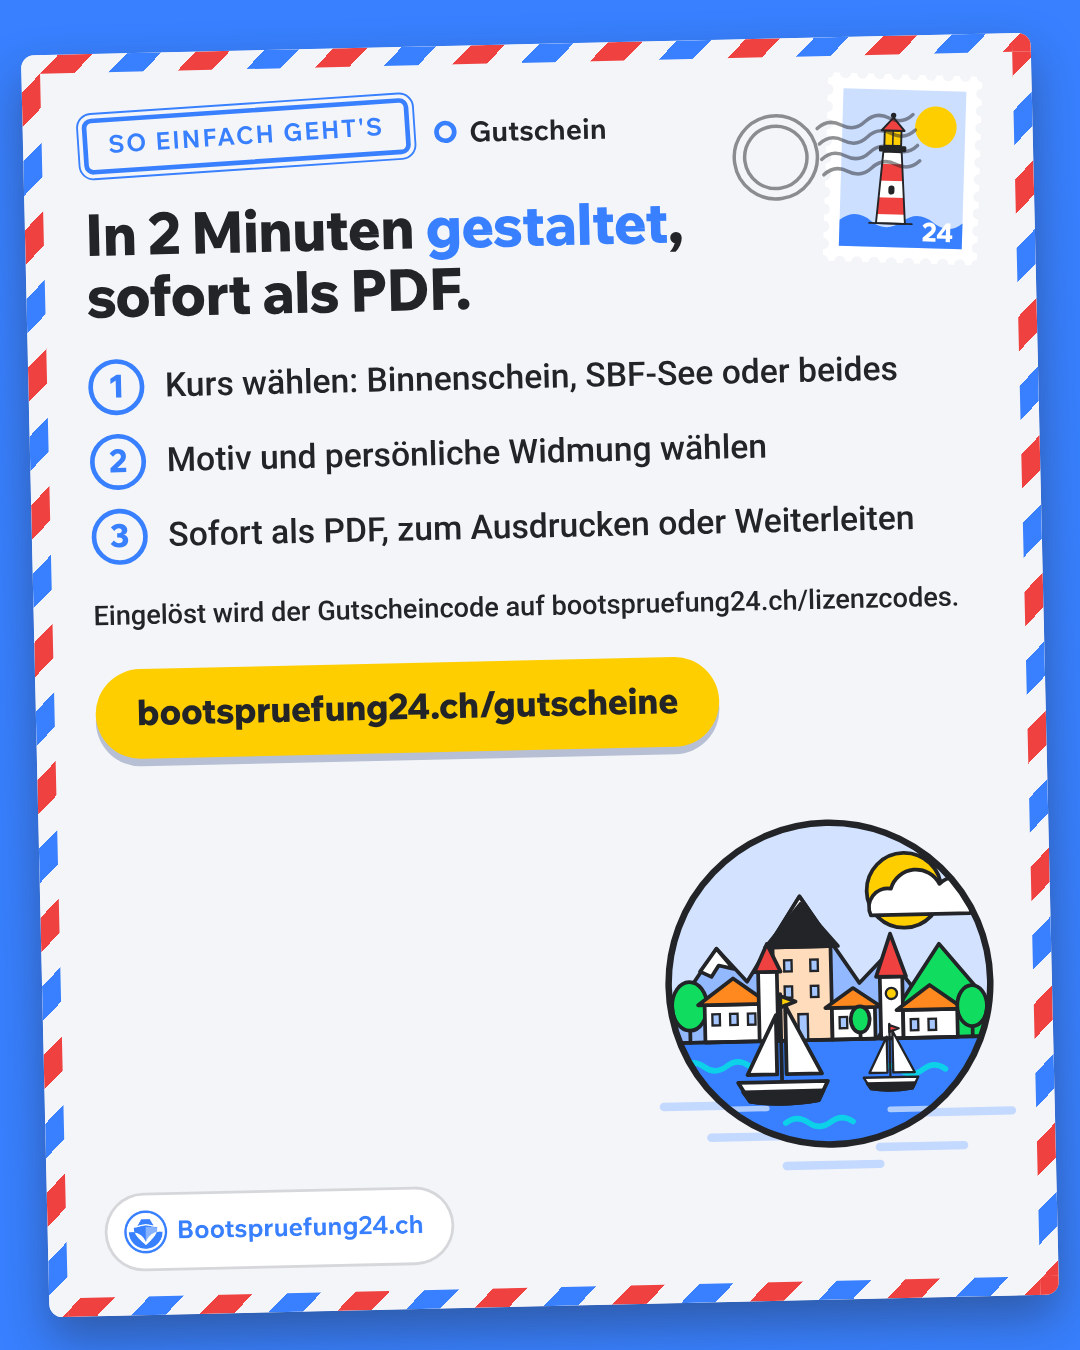 SO EINFACH GEHT'S
Gutschein
24
In 2 Minuten gestaltet,
sofort als PDF.
1 Kurs wählen: Binnenschein, SBF-See oder beides
2 Motiv und persönliche Widmung wählen
3 Sofort als PDF, zum Ausdrucken oder Weiterleiten
Eingelöst wird der Gutscheincode auf bootspruefung24.ch/lizenzcodes.
bootspruefung24.ch/gutscheine
Bootspruefung24.ch